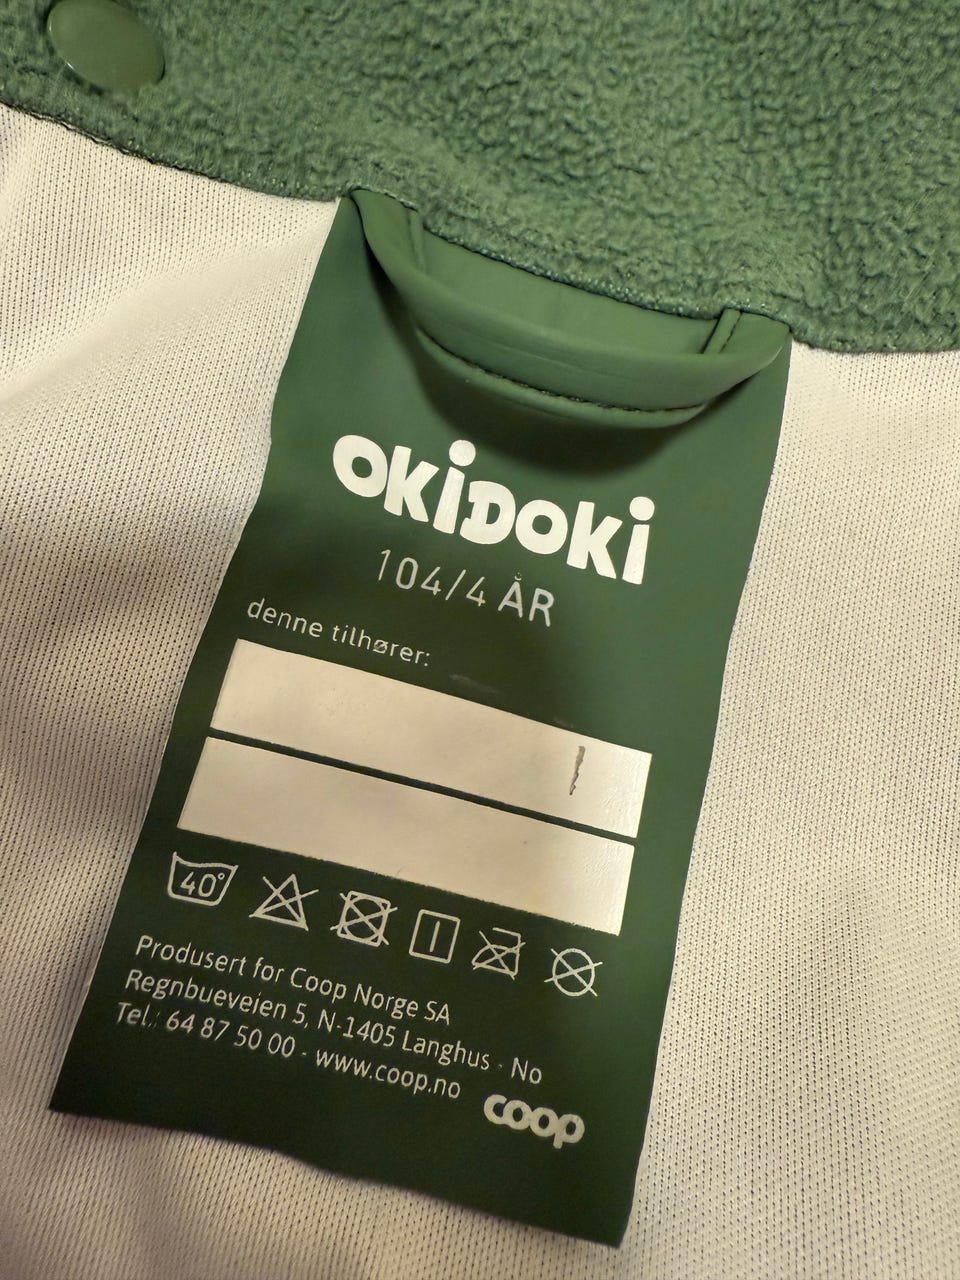 OKIDOKI
104/4 ÅR
denne tilhører:
40°
Produsert for Coop Norge SA
Regnbueveien 5, N-1405 Langhus - No
Tel.: 64 87 50 00 - www.coop.no
coop